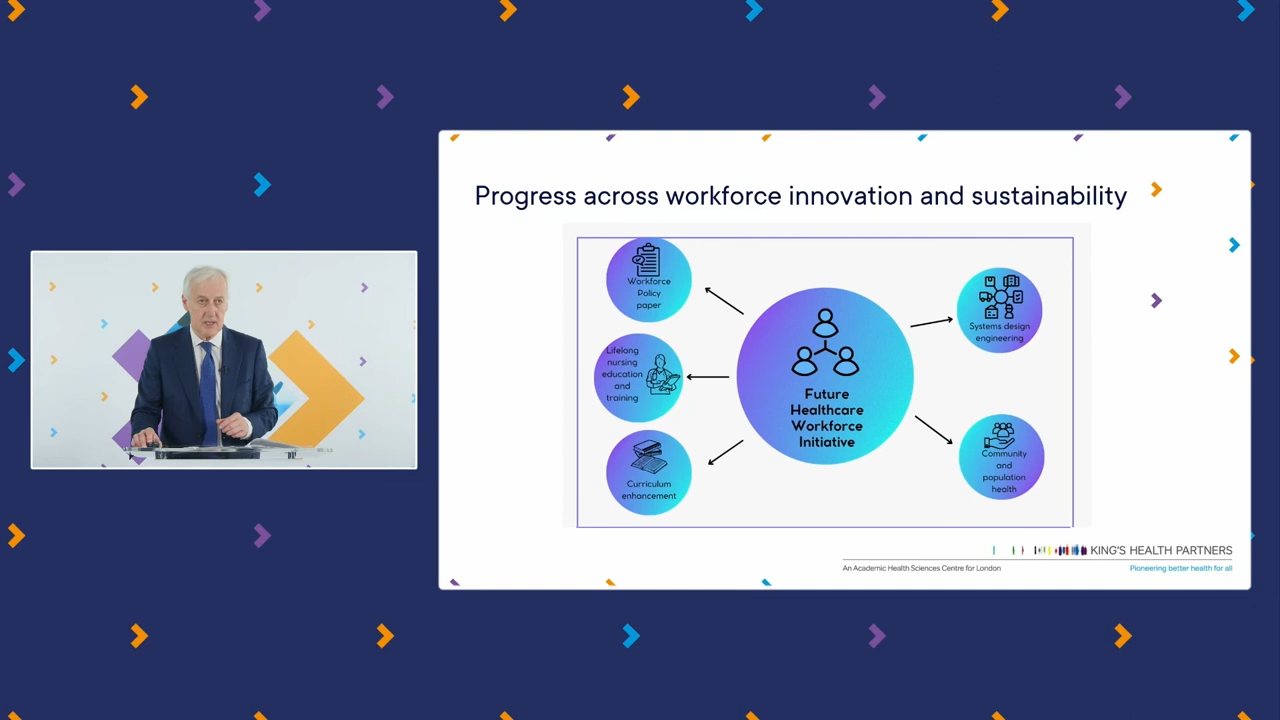 Progress across workforce innovation and sustainability
Workforce
Policy
paper
Lifelong
nursing
education
and
training
Curriculum
enhancement
Future
Healthcare
Workforce
Initiative
Systems design
engineering
Community
and
population
health
KING'S HEALTH PARTNERS
An Academic Health Sciences Centre for London
Pioneering better health for all